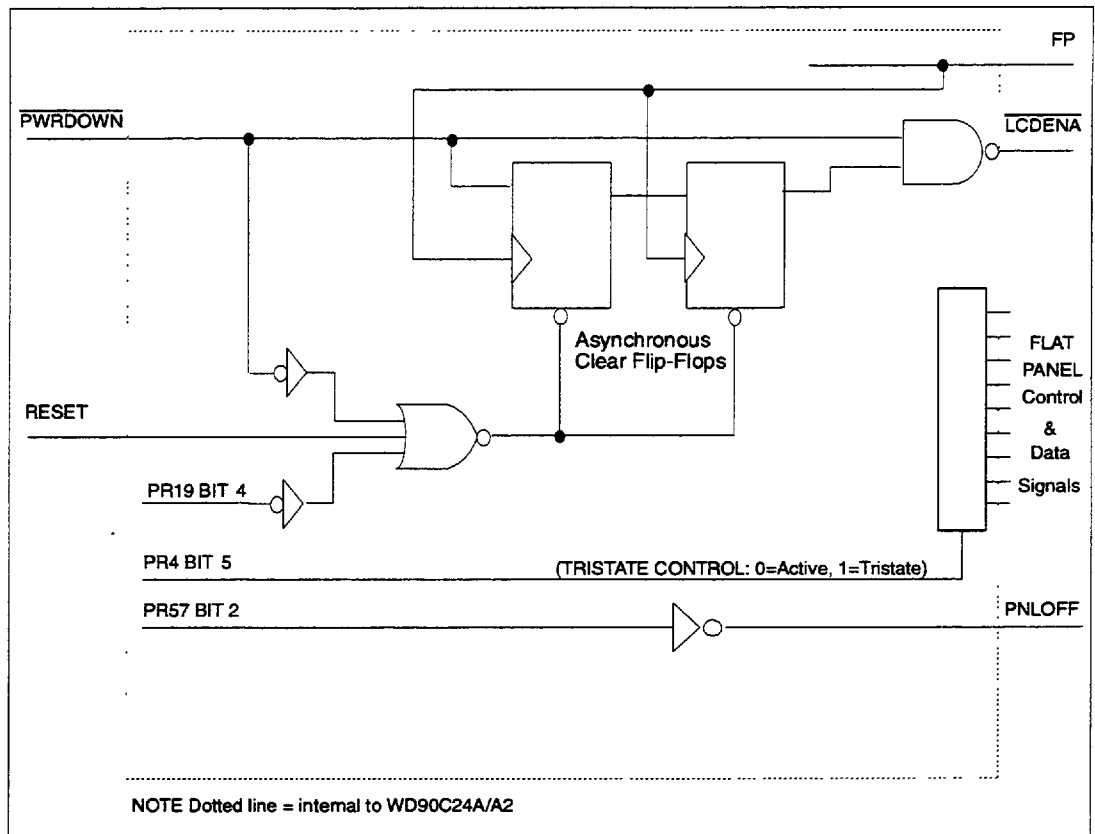 FP
PWRDOWN
LCDENA
Asynchronous
Clear Flip-Flops
FLAT
PANEL
Control
&
Data
Signals
RESET
PR19 BIT 4
PR4 BIT 5
(TRISTATE CONTROL: 0=Active, 1=Tristate)
PR57 BIT 2
PNLOFF
NOTE Dotted line = internal to WD90C24A/A2